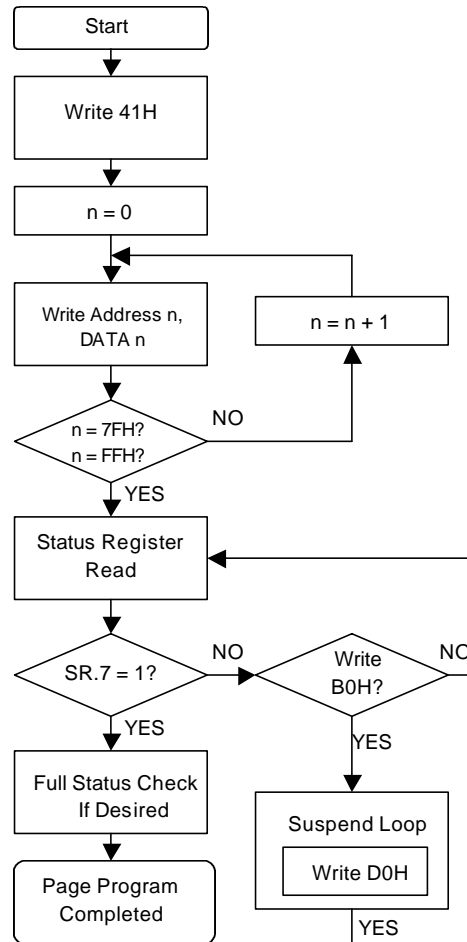 Start
Write 41H
n = 0
Write Address n,
DATA n
n = n + 1
n = 7FH?
n = FFH?
NO
YES
Status Register
Read
SR.7 = 1?
NO
Write
B0H?
NO
YES
YES
Full Status Check
If Desired
Suspend Loop
Write D0H
Page Program
Completed
YES